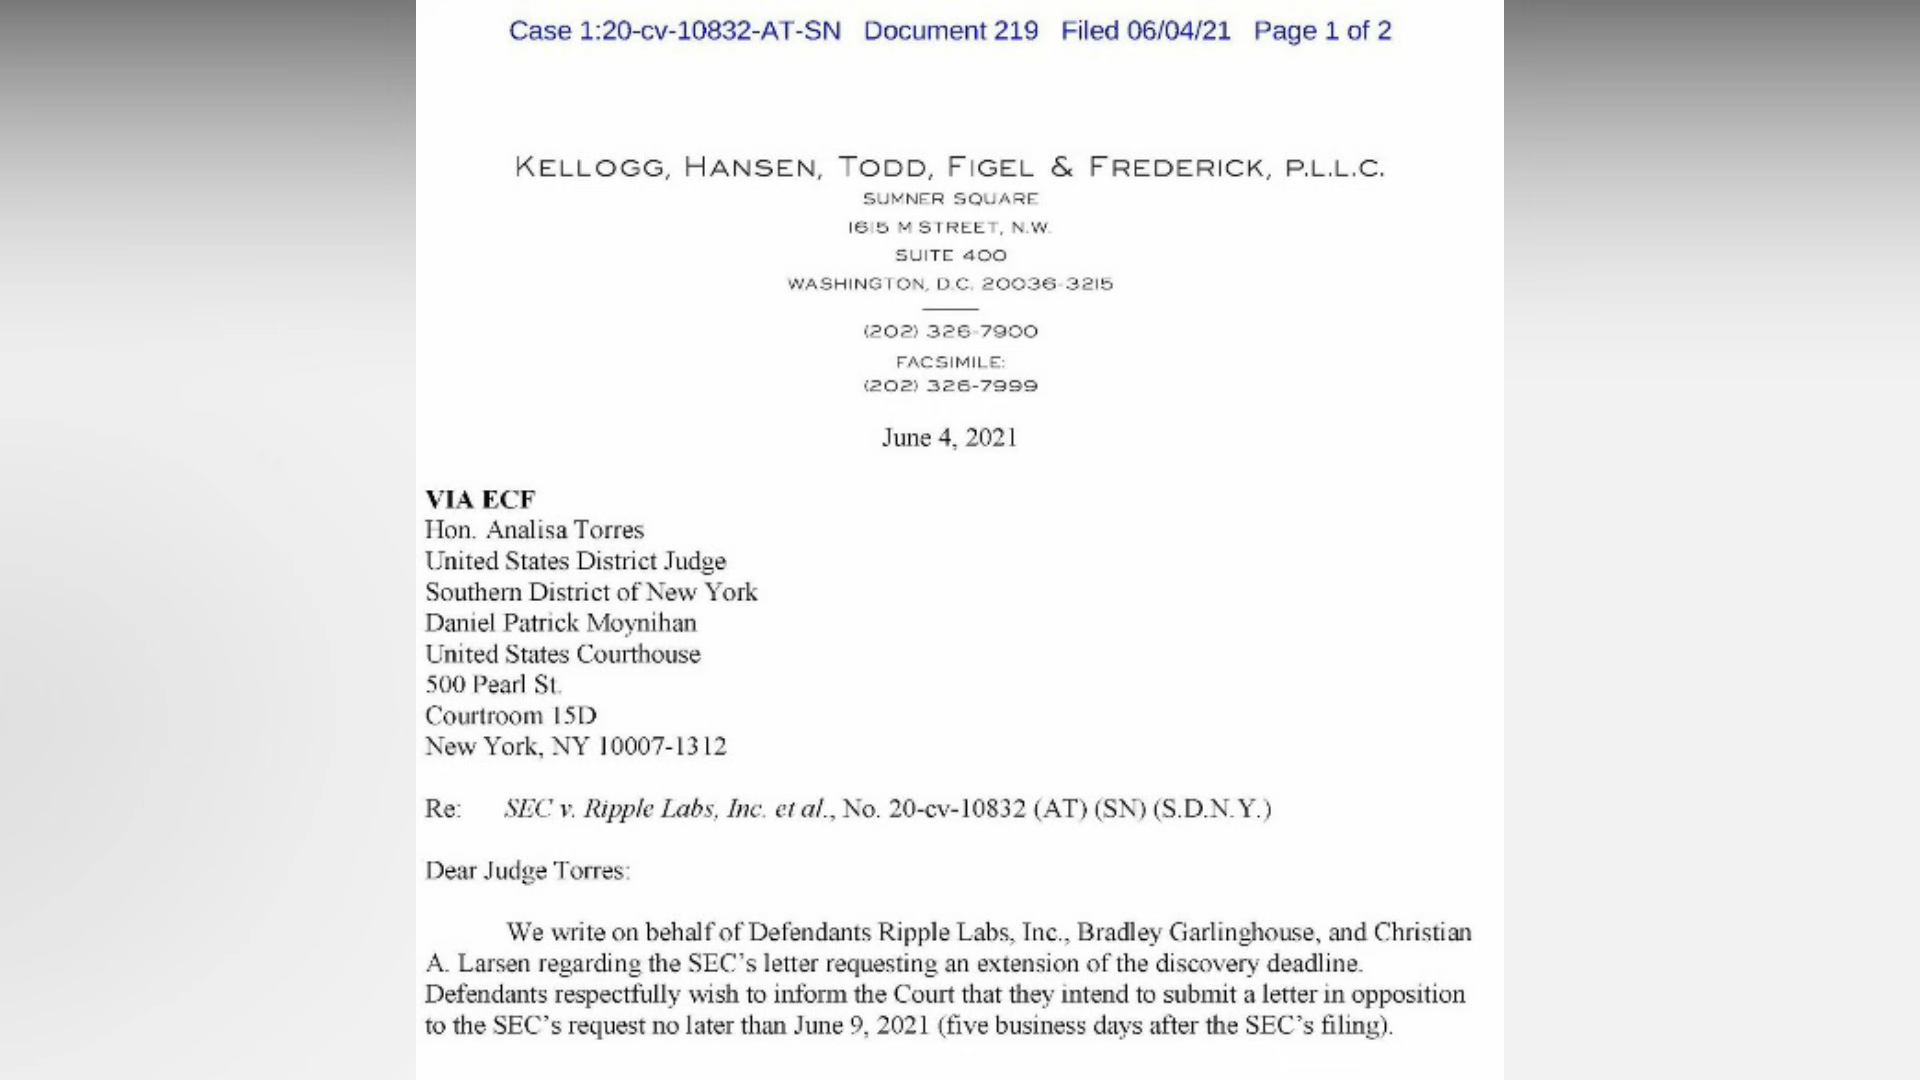 Case 1:20-cv-10832-AT-SN Document 219 Filed 06/04/21 Page 1 of 2
KELLOGG, HANSEN, TODD, FIGEL & FREDERICK, P.L.L.C.
SUMNER SQUARE
1615 M STREET, N.W.
SUITE 400
WASHINGTON, D.C. 20036-3215
(202) 326-7900
FACSIMILE:
(202) 326-7999
June 4, 2021
VIA ECF
Hon. Analisa Torres
United States District Judge
Southern District of New York
Daniel Patrick Moynihan
United States Courthouse
500 Pearl St.
Courtroom 15D
New York, NY 10007-1312
Re: SEC v. Ripple Labs, Inc. et al., No. 20-cv-10832 (AT) (SN) (S.D.N.Y.)
Dear Judge Torres:
We write on behalf of Defendants Ripple Labs, Inc., Bradley Garlinghouse, and Christian
A. Larsen regarding the SEC’s letter requesting an extension of the discovery deadline.
Defendants respectfully wish to inform the Court that they intend to submit a letter in opposition
to the SEC’s request no later than June 9, 2021 (five business days after the SEC’s filing).